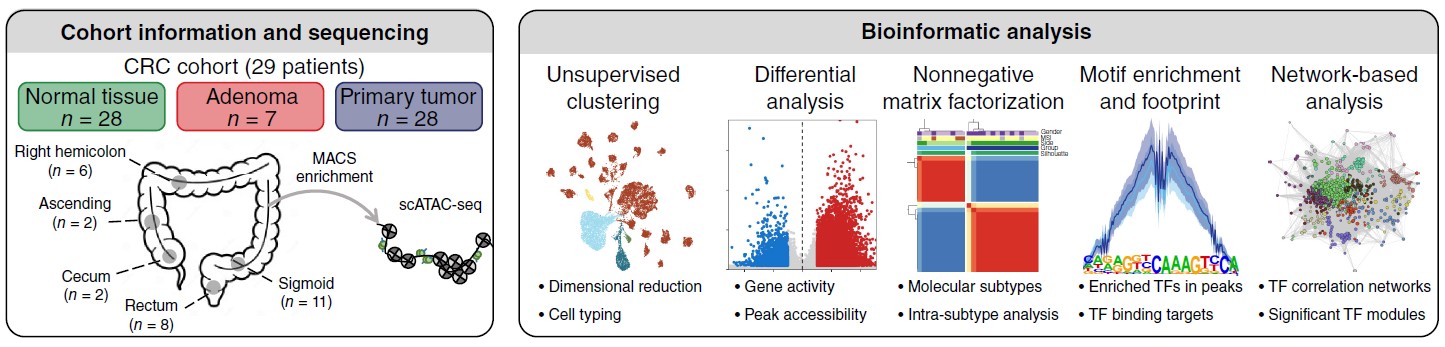 Cohort information and sequencing
CRC cohort (29 patients)
Normal tissue
n = 28
Adenoma
n = 7
Primary tumor
n = 28
Right hemicolon
(n = 6)
Ascending
(n = 2)
Cecum
(n = 2)
Rectum
(n = 8)
Sigmoid
(n = 11)
MACS
enrichment
scATAC-seq
Bioinformatic analysis
Unsupervised
clustering
• Dimensional reduction
• Cell typing
Differential
analysis
• Gene activity
• Peak accessibility
Nonnegative
matrix factorization
Gender
MSI
Side
Group
Silhouette
• Molecular subtypes
• Intra-subtype analysis
Motif enrichment
and footprint
CAAAG
CA
• Enriched TFs in peaks
• TF binding targets
Network-based
analysis
• TF correlation networks
• Significant TF modules